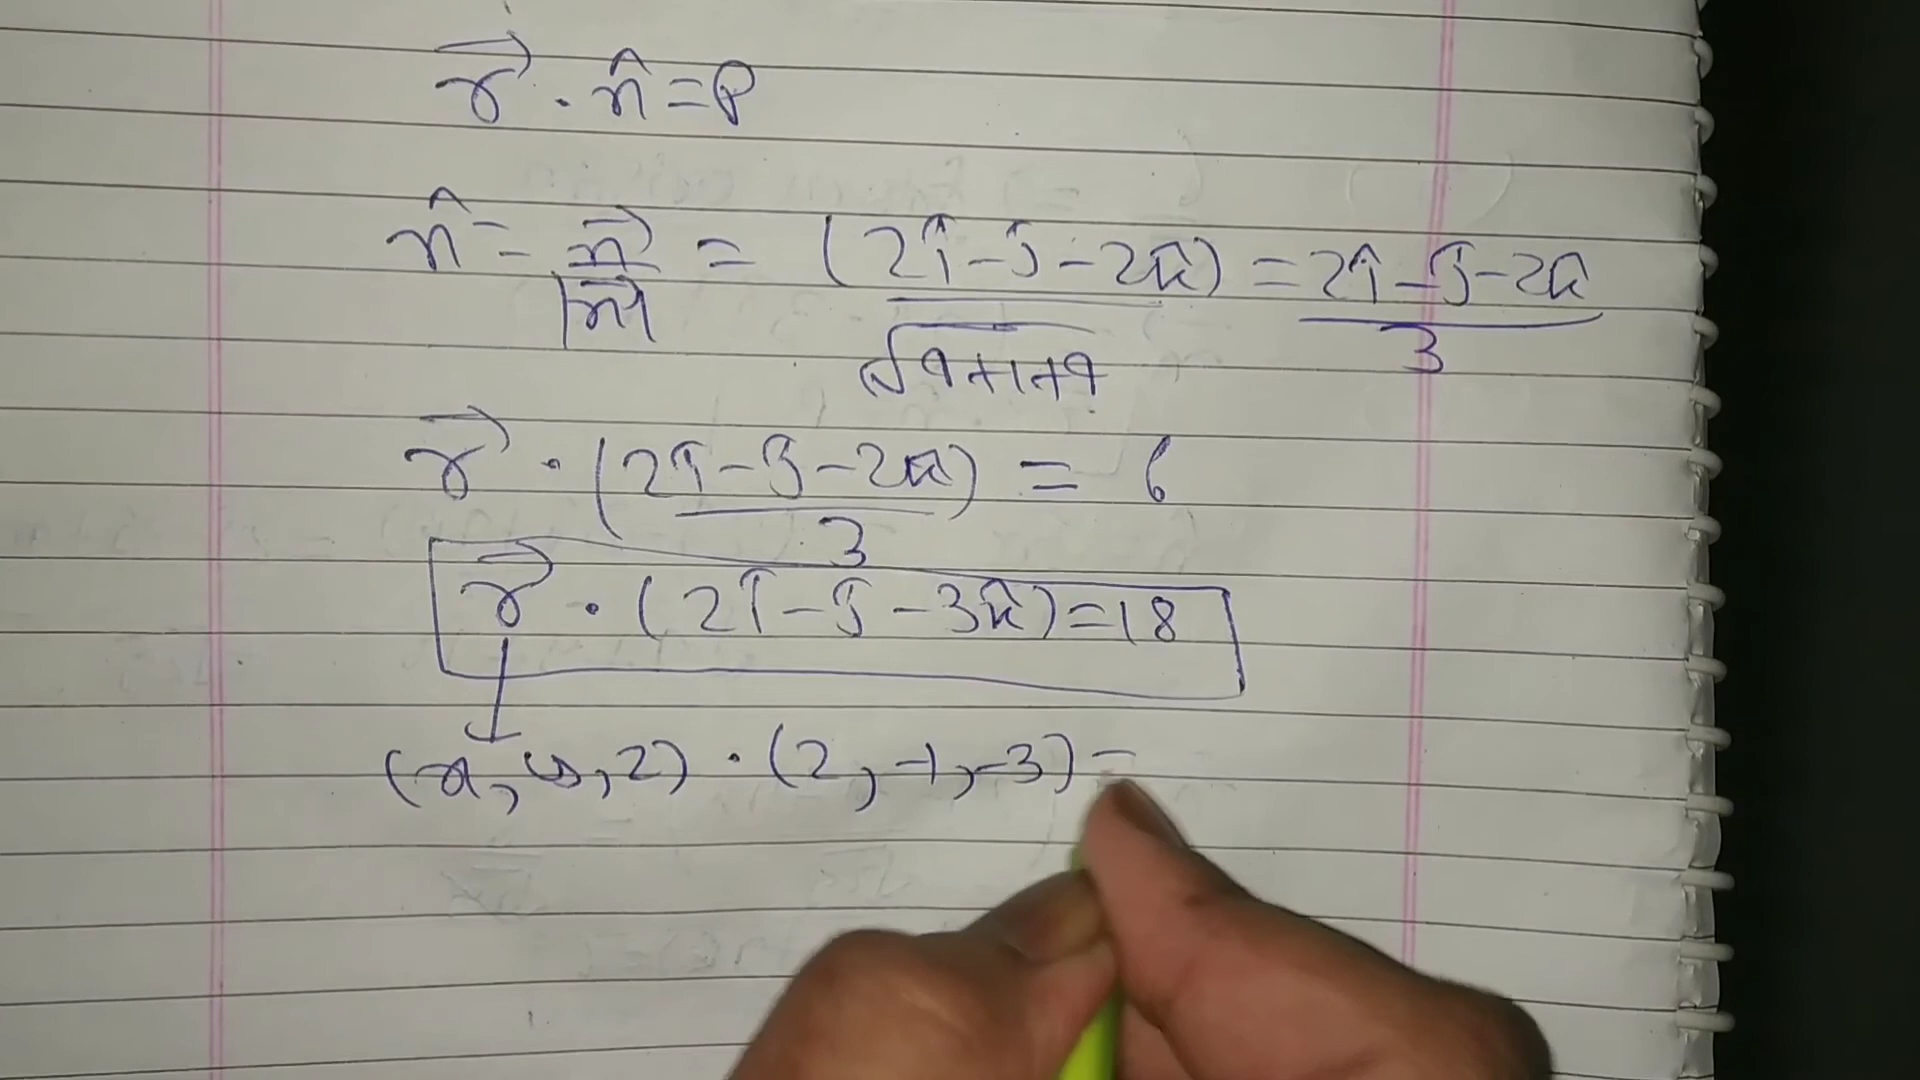 r⃗ · n̂ = P
n̂ = n⃗ / |n⃗| = (2î - ĵ - 2k̂) / √4+1+4 = 2î - ĵ - 2k̂ / 3
r⃗ · (2î - ĵ - 2k̂) / 3 = 6
r⃗ · (2î - ĵ - 3k̂) = 18
(x, y, z) · (2, -1, -3) =